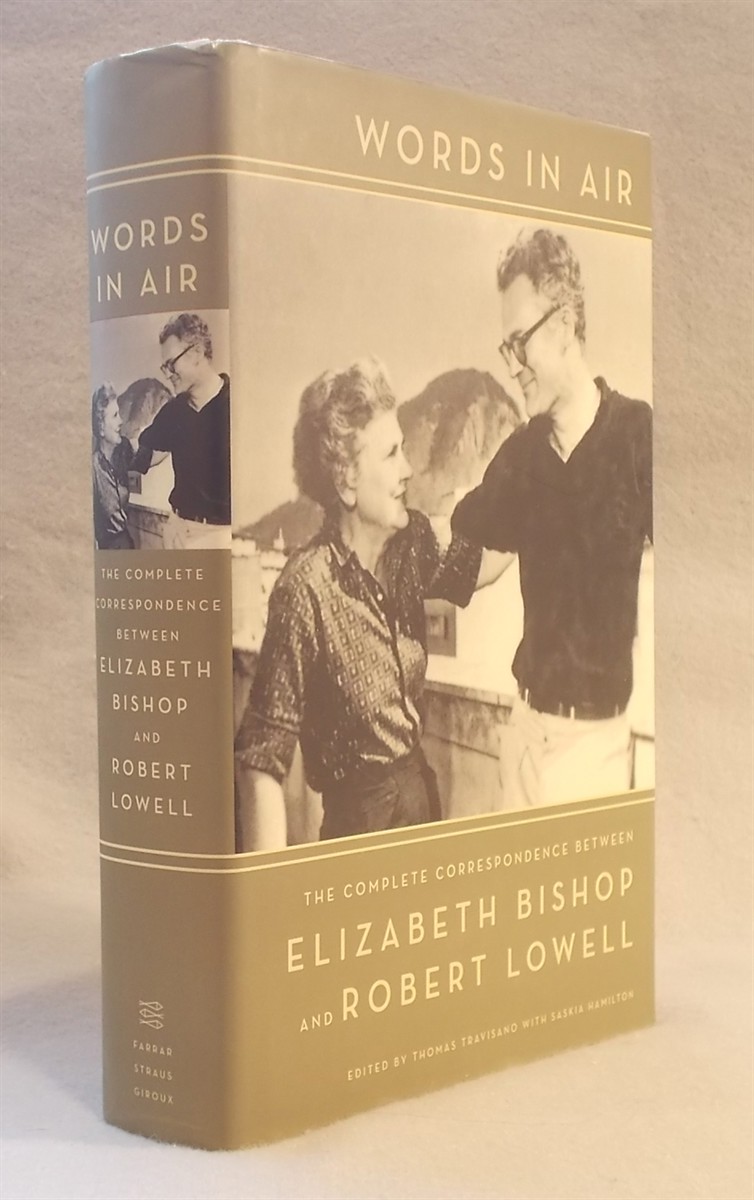 WORDS IN AIR
THE COMPLETE CORRESPONDENCE BETWEEN
ELIZABETH BISHOP
AND ROBERT LOWELL
EDITED BY THOMAS TRAVISANO WITH SASKIA HAMILTON
WORDS
IN AIR
THE COMPLETE
CORRESPONDENCE
BETWEEN
ELIZABETH
BISHOP
AND
ROBERT
LOWELL
FARRAR
STRAUS
GIROUX